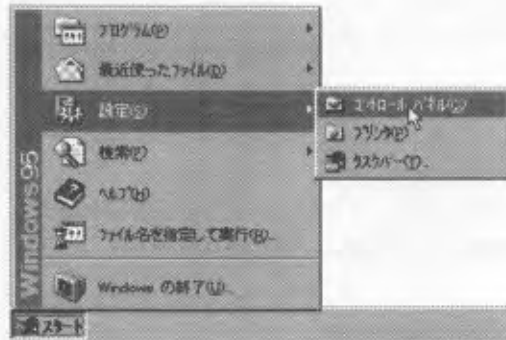 Windows95
プログラム(P)
最近使ったファイル(D)
設定(S)
検索(F)
ヘルプ(H)
ファイル名を指定して実行(R)...
Windows の終了(U)...
コントロール パネル(C)
プリンタ(P)
タスクバー(T)...
スタート